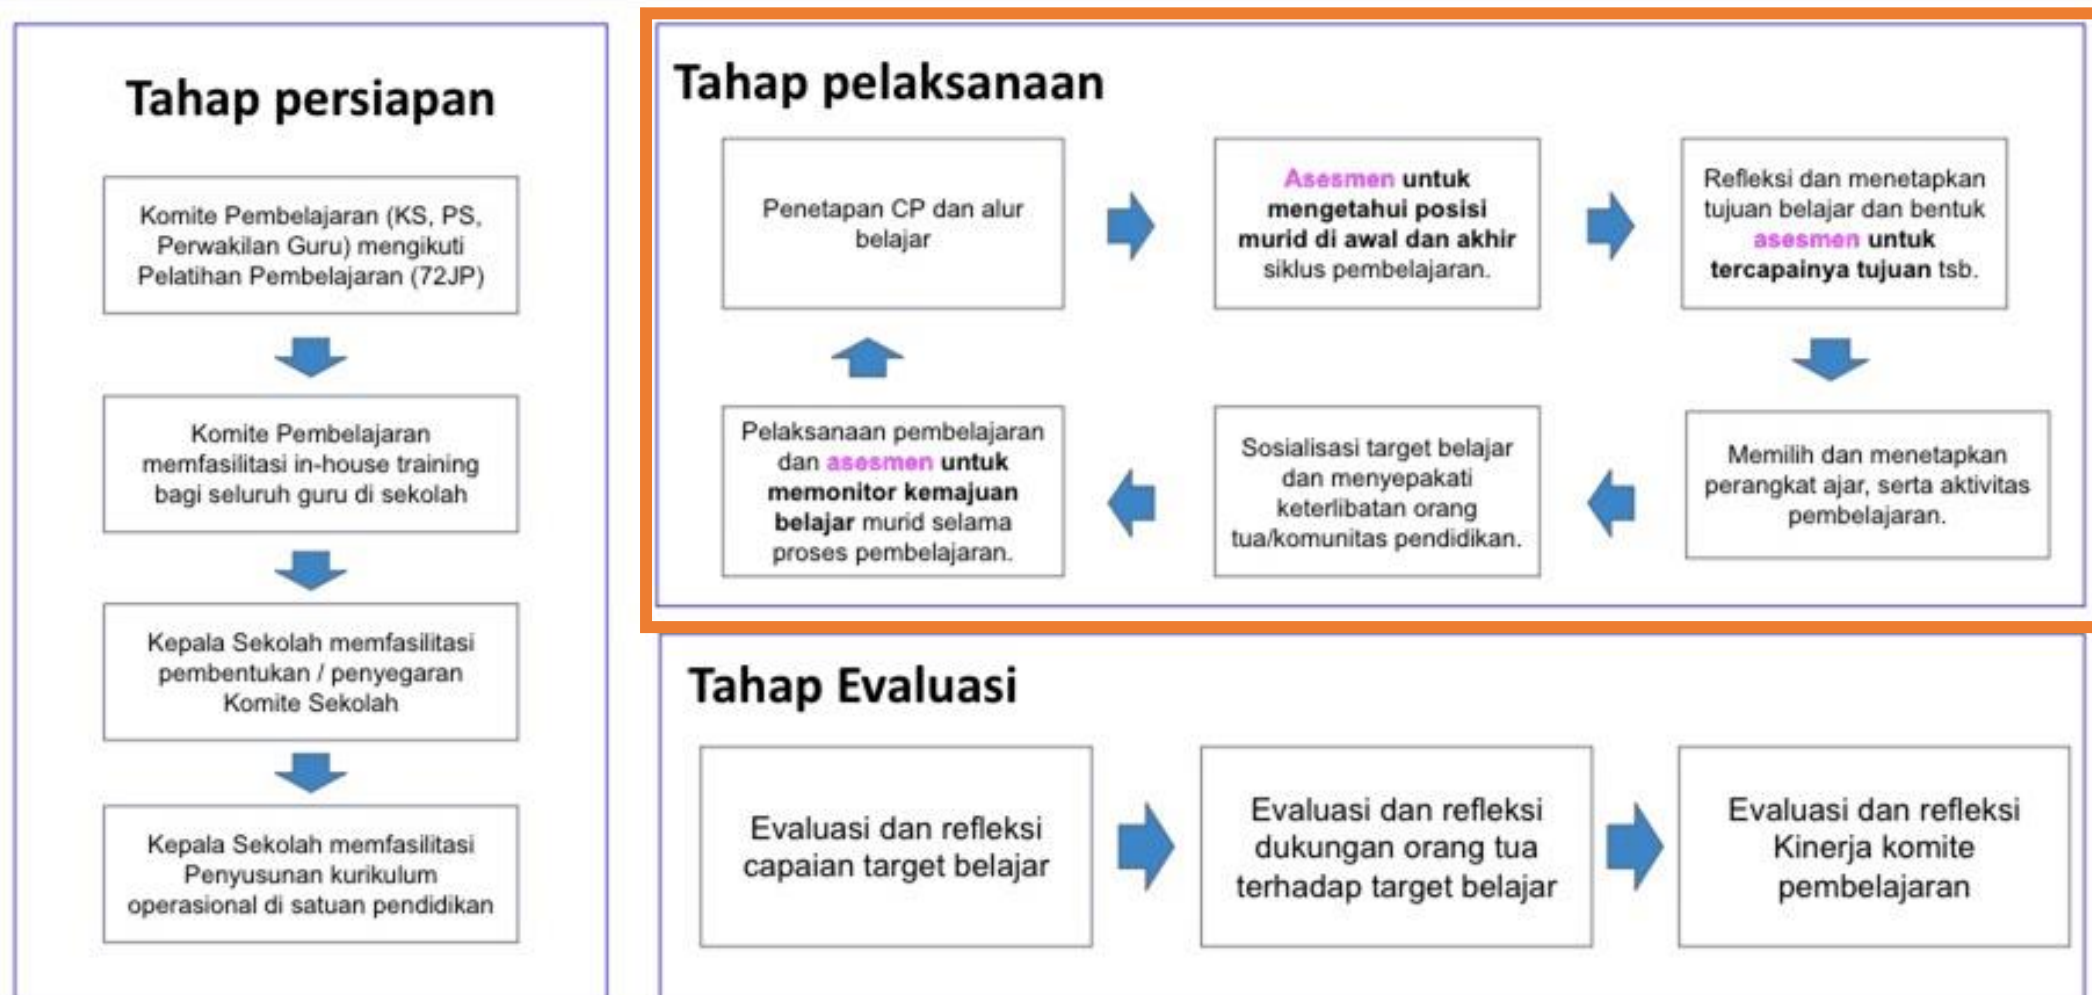 Tahap persiapan
Komite Pembelajaran (KS, PS,
Perwakilan Guru) mengikuti
Pelatihan Pembelajaran (72JP)
Komite Pembelajaran
memfasilitasi in-house training
bagi seluruh guru di sekolah
Kepala Sekolah memfasilitasi
pembentukan / penyegaran
Komite Sekolah
Kepala Sekolah memfasilitasi
Penyusunan kurikulum
operasional di satuan pendidikan
Tahap pelaksanaan
Penetapan CP dan alur
belajar
Asesmen untuk
mengetahui posisi
murid di awal dan akhir
siklus pembelajaran.
Refleksi dan menetapkan
tujuan belajar dan bentuk
asesmen untuk
tercapainya tujuan tsb.
Memilih dan menetapkan
perangkat ajar, serta aktivitas
pembelajaran.
Sosialisasi target belajar
dan menyepakati
keterlibatan orang
tua/komunitas pendidikan.
Pelaksanaan pembelajaran
dan asesmen untuk
memonitor kemajuan
belajar murid selama
proses pembelajaran.
Tahap Evaluasi
Evaluasi dan refleksi
capaian target belajar
Evaluasi dan refleksi
dukungan orang tua
terhadap target belajar
Evaluasi dan refleksi
Kinerja komite
pembelajaran